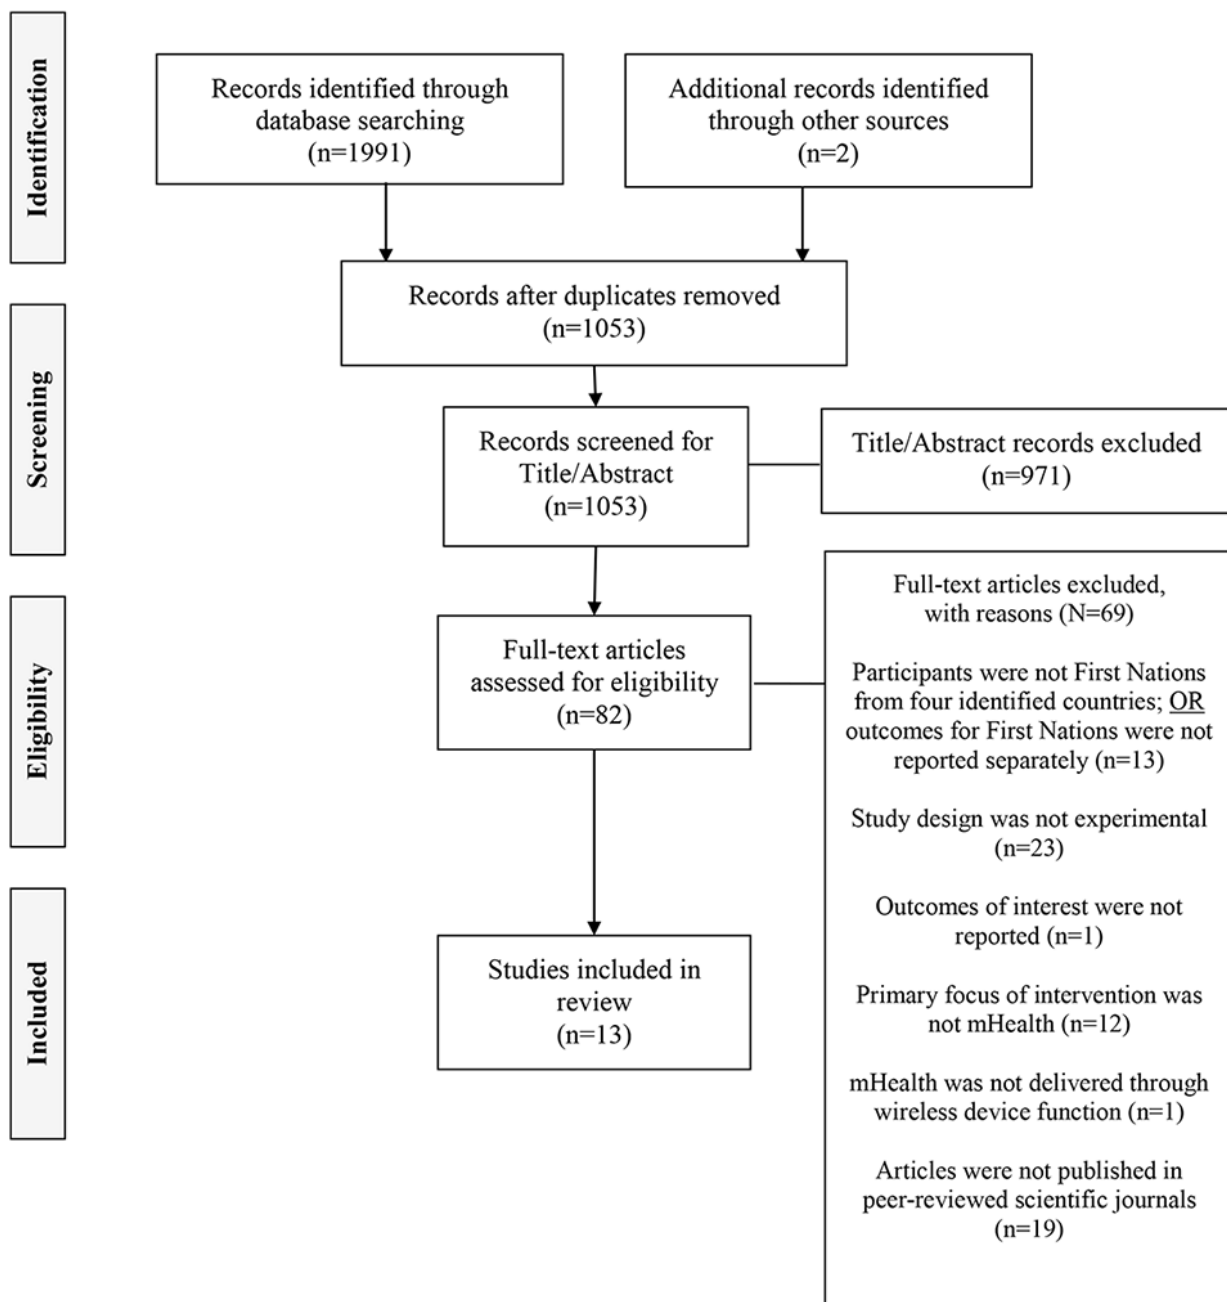 Identification
Records identified through
database searching
(n=1991)
Additional records identified
through other sources
(n=2)
Records after duplicates removed
(n=1053)
Screening
Records screened for
Title/Abstract
(n=1053)
Title/Abstract records excluded
(n=971)
Eligibility
Full-text articles
assessed for eligibility
(n=82)
Full-text articles excluded,
with reasons (N=69)
Participants were not First Nations
from four identified countries; OR
outcomes for First Nations were not
reported separately (n=13)
Study design was not experimental
(n=23)
Outcomes of interest were not
reported (n=1)
Primary focus of intervention was
not mHealth (n=12)
mHealth was not delivered through
wireless device function (n=1)
Articles were not published in
peer-reviewed scientific journals
(n=19)
Included
Studies included in
review
(n=13)